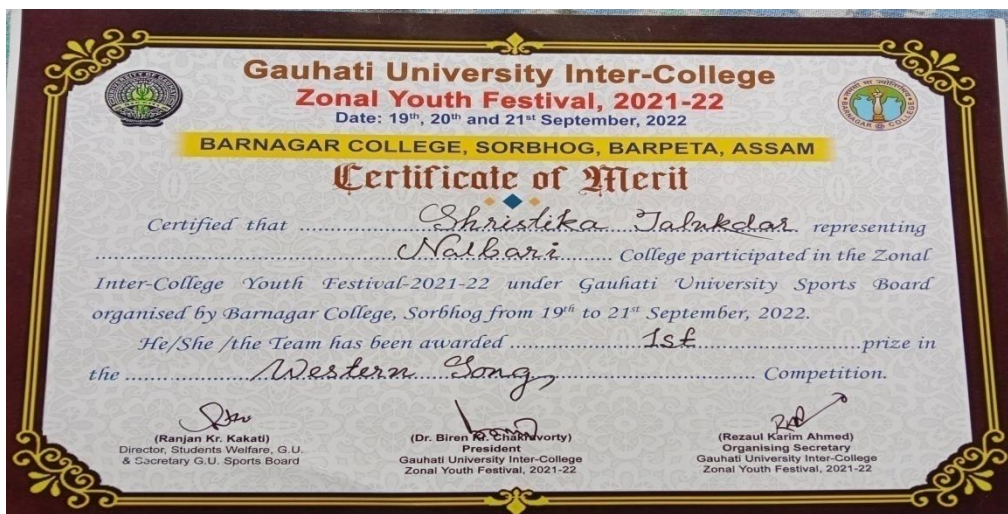 Gauhati University Inter-College
Zonal Youth Festival, 2021-22
Date: 19th, 20th and 21st September, 2022
BARNAGAR COLLEGE, SORBHOG, BARPETA, ASSAM
Certificate of Merit
Certified that ........ Shristika Talukdar representing
........ Nalbari ........ College participated in the Zonal
Inter-College Youth Festival-2021-22 under Gauhati University Sports Board
organised by Barnagar College, Sorbhog from 19th to 21st September, 2022.
He/She /the Team has been awarded ........ 1st ........ prize in
the ........ Western Song, ........ Competition.
(Ranjan Kr. Kakati)
Director, Students Welfare, G.U.
& Secretary G.U. Sports Board
(Dr. Biren Kr. Chakravorty)
President
Gauhati University Inter-College
Zonal Youth Festival, 2021-22
(Rezaul Karim Ahmed)
Organising Secretary
Gauhati University Inter-College
Zonal Youth Festival, 2021-22